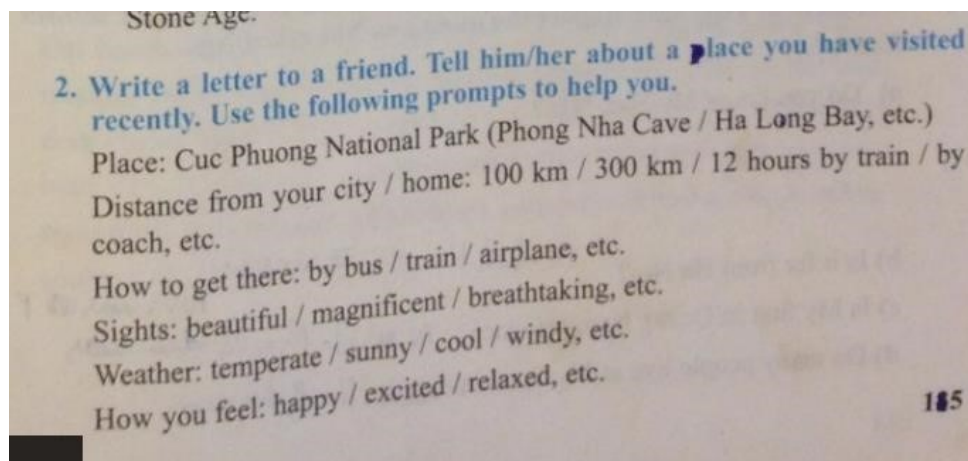 Stone Age.
2. Write a letter to a friend. Tell him/her about a place you have visited
recently. Use the following prompts to help you.
Place: Cuc Phuong National Park (Phong Nha Cave / Ha Long Bay, etc.)
Distance from your city / home: 100 km / 300 km / 12 hours by train / by
coach, etc.
How to get there: by bus / train / airplane, etc.
Sights: beautiful / magnificent / breathtaking, etc.
Weather: temperate / sunny / cool / windy, etc.
How you feel: happy / excited / relaxed, etc.